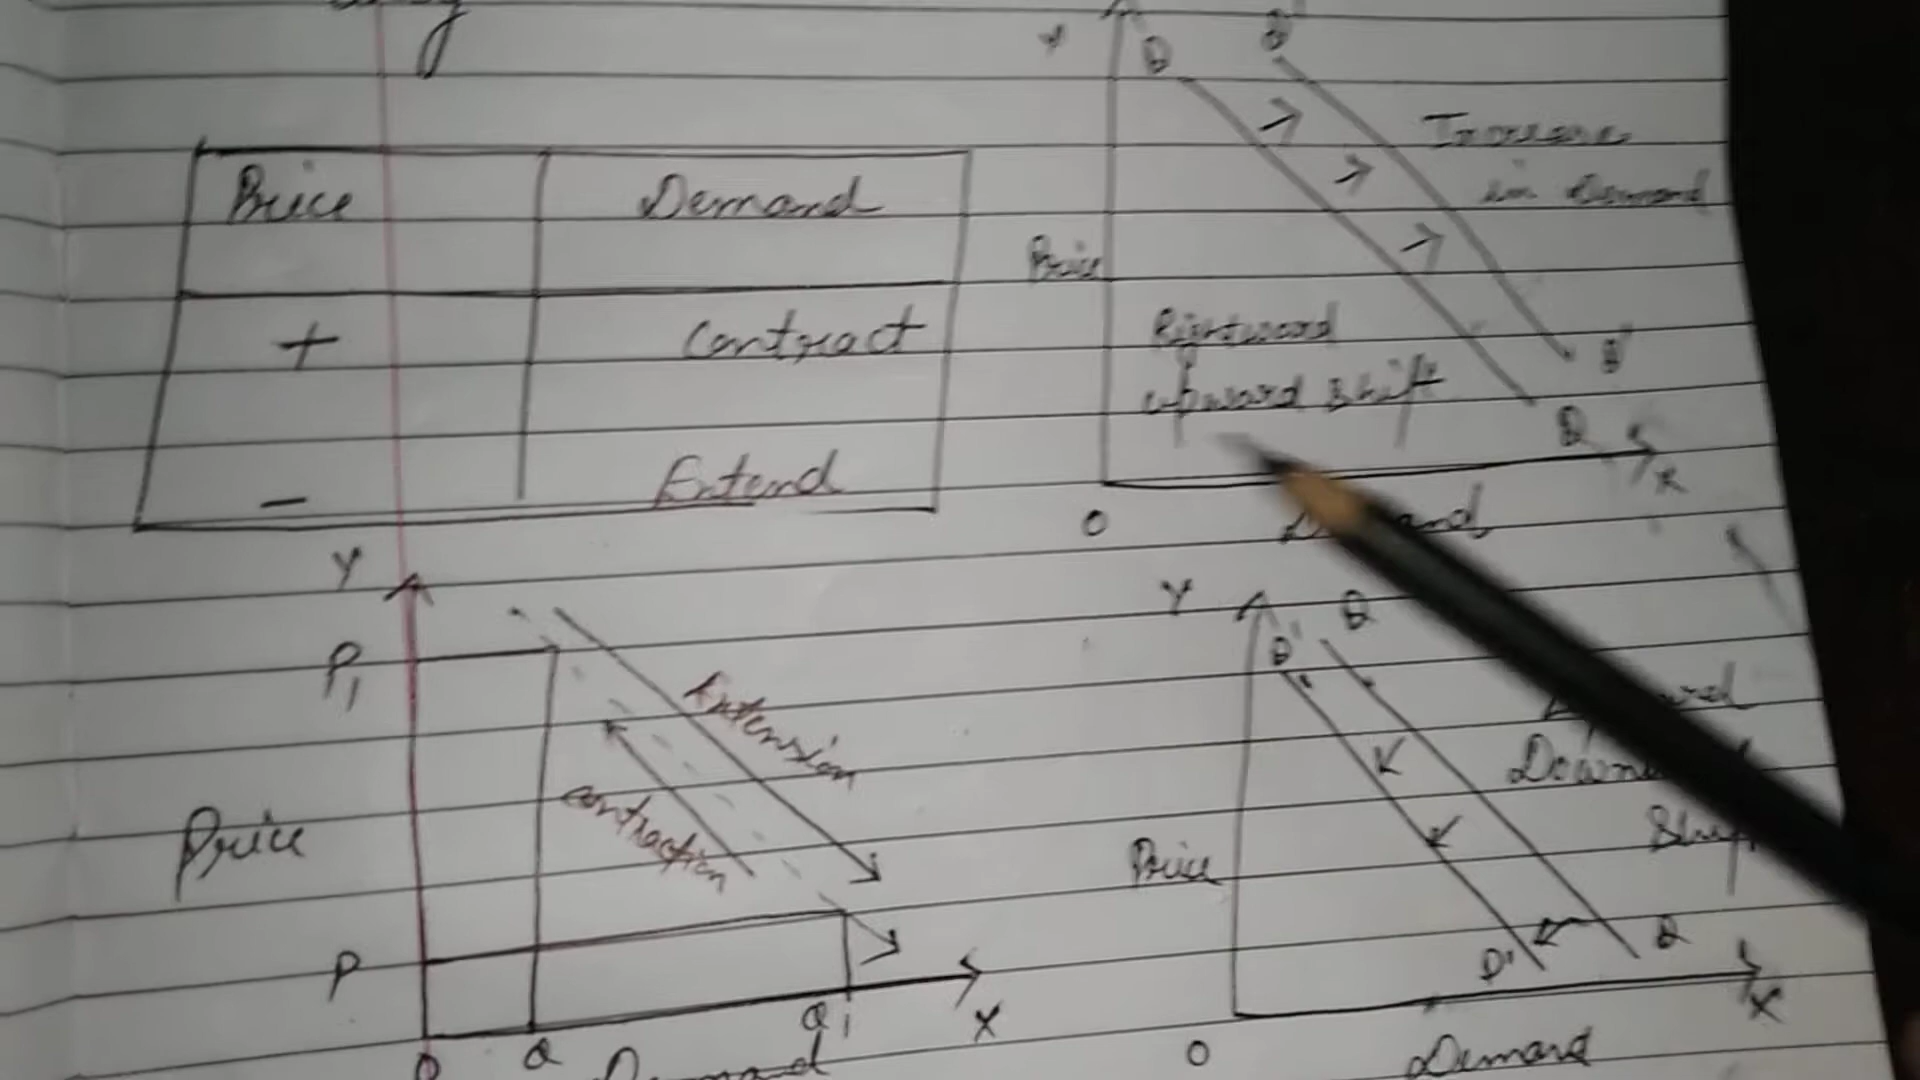 Price Demand
+ Contract
- Extend
Y
P1
Extension
contraction
Price
P
O Q Q1 X
Demand
Y D D'
Increase
in Demand
Price
Rightward
upward shift
D'
D
X
O
Y D' D
Price
D' D
X
O Demand